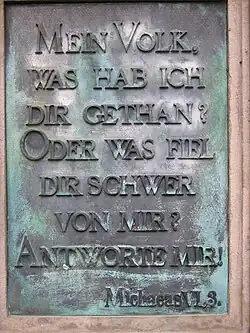 MEIN VOLK,
WAS HAB ICH
DIR GETHAN?
ODER WAS FIEL
DIR SCHWER
VON MIR?
ANTWORTE MIR!
Michaeas VI. 3.